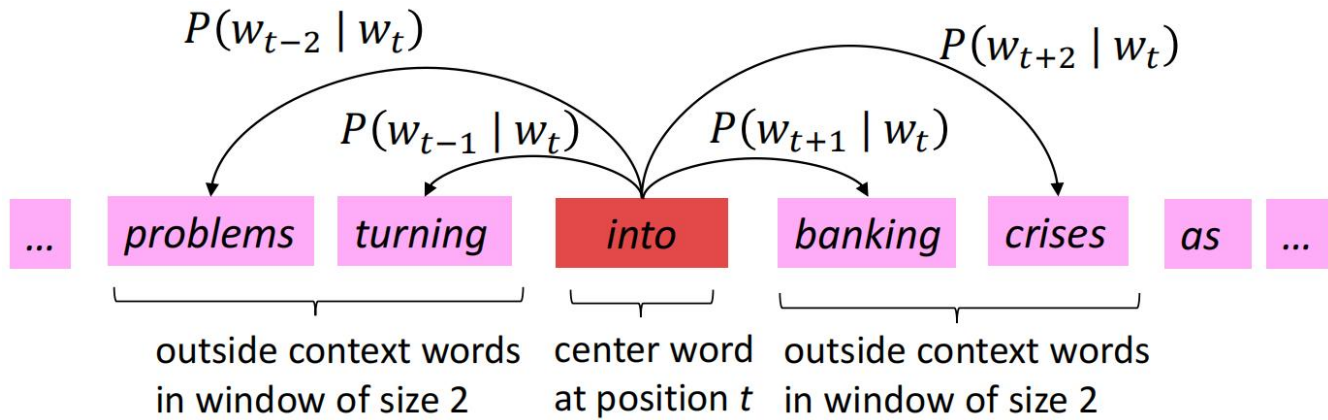 P(w_{t−2} | w_t)
P(w_{t+2} | w_t)
P(w_{t−1} | w_t)
P(w_{t+1} | w_t)
... problems turning into banking crises as ...
outside context words
in window of size 2
center word
at position t
outside context words
in window of size 2